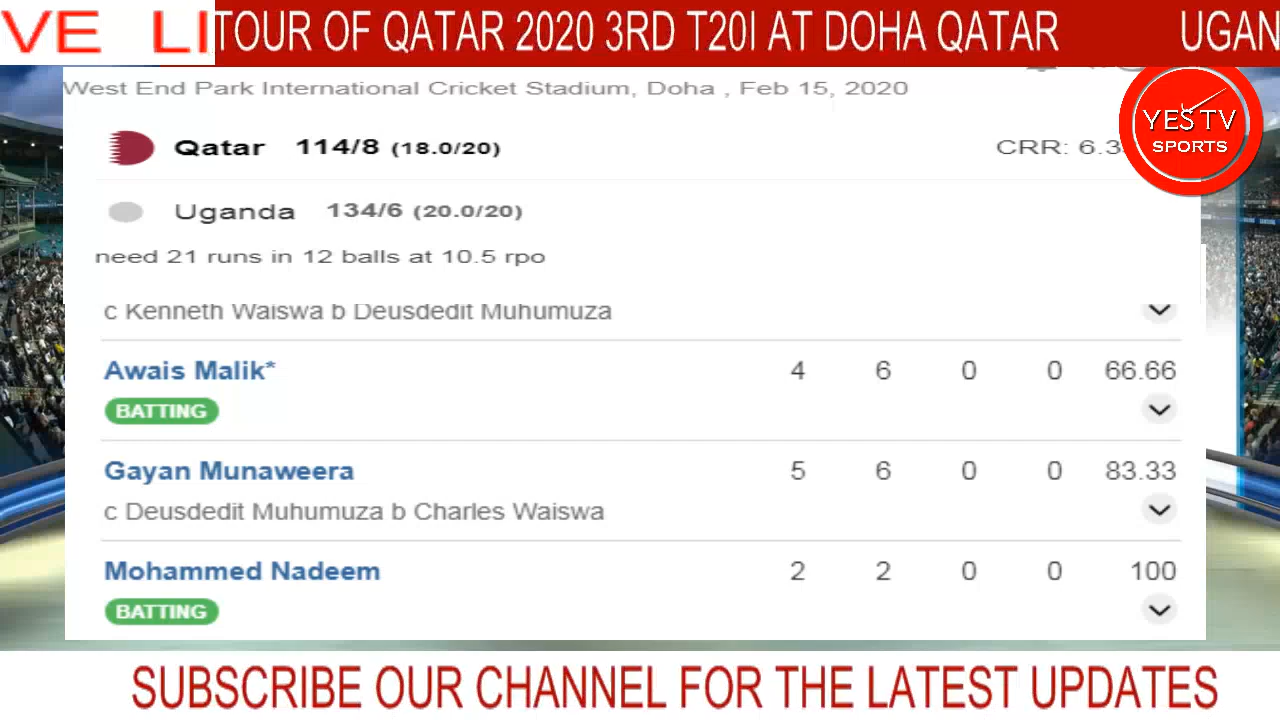 VE LI TOUR OF QATAR 2020 3RD T20I AT DOHA QATAR UGAN
West End Park International Cricket Stadium, Doha , Feb 15, 2020
Qatar 114/8 (18.0/20) CRR: 6.3
YES TV
SPORTS
Uganda 134/6 (20.0/20)
need 21 runs in 12 balls at 10.5 rpo
c Kenneth Waiswa b Deusdedit Muhumuza
Awais Malik* 4 6 0 0 66.66
BATTING
Gayan Munaweera 5 6 0 0 83.33
c Deusdedit Muhumuza b Charles Waiswa
Mohammed Nadeem 2 2 0 0 100
BATTING
SUBSCRIBE OUR CHANNEL FOR THE LATEST UPDATES